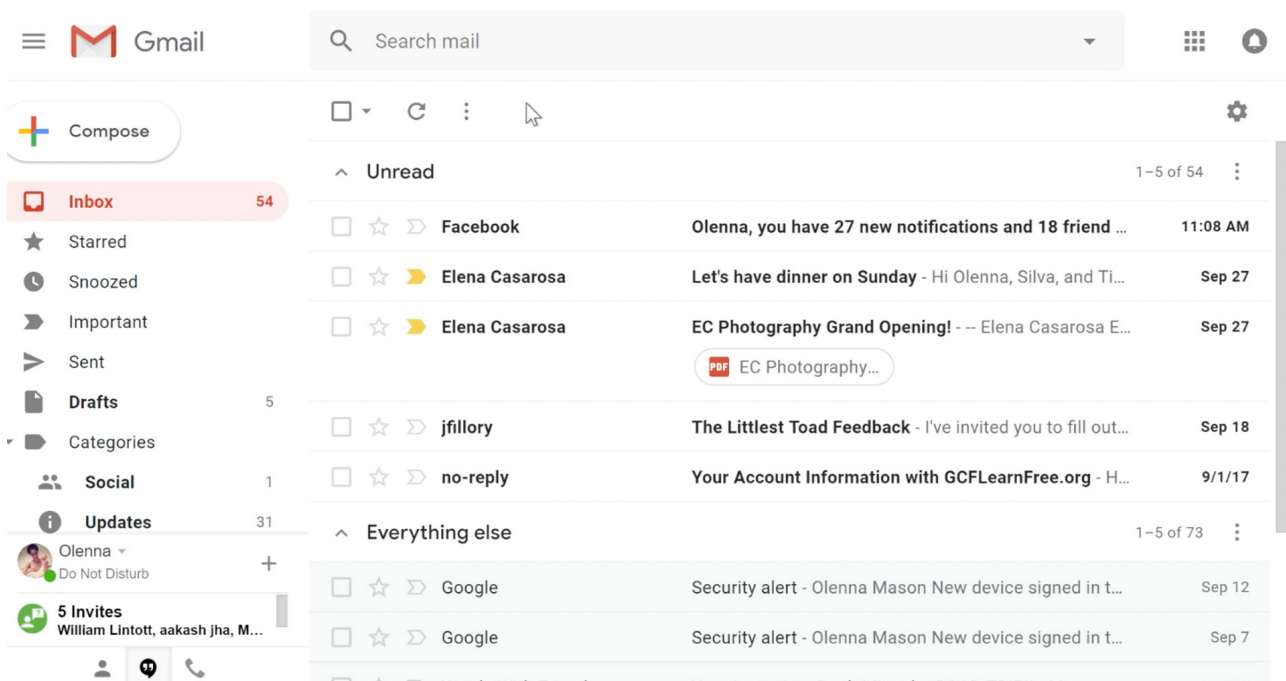 Gmail
Search mail
Compose
Inbox 54
Starred
Snoozed
Important
Sent
Drafts 5
Categories
Social 1
Updates 31
Olenna
Do Not Disturb
5 Invites
William Lintott, aakash jha, M...
Unread 1–5 of 54
Facebook Olenna, you have 27 new notifications and 18 friend ... 11:08 AM
Elena Casarosa Let's have dinner on Sunday - Hi Olenna, Silva, and Ti... Sep 27
Elena Casarosa EC Photography Grand Opening! - -- Elena Casarosa E... Sep 27
PDF EC Photography...
jfillory The Littlest Toad Feedback - I've invited you to fill out... Sep 18
no-reply Your Account Information with GCFLearnFree.org - H... 9/1/17
Everything else 1–5 of 73
Google Security alert - Olenna Mason New device signed in t... Sep 12
Google Security alert - Olenna Mason New device signed in t... Sep 7